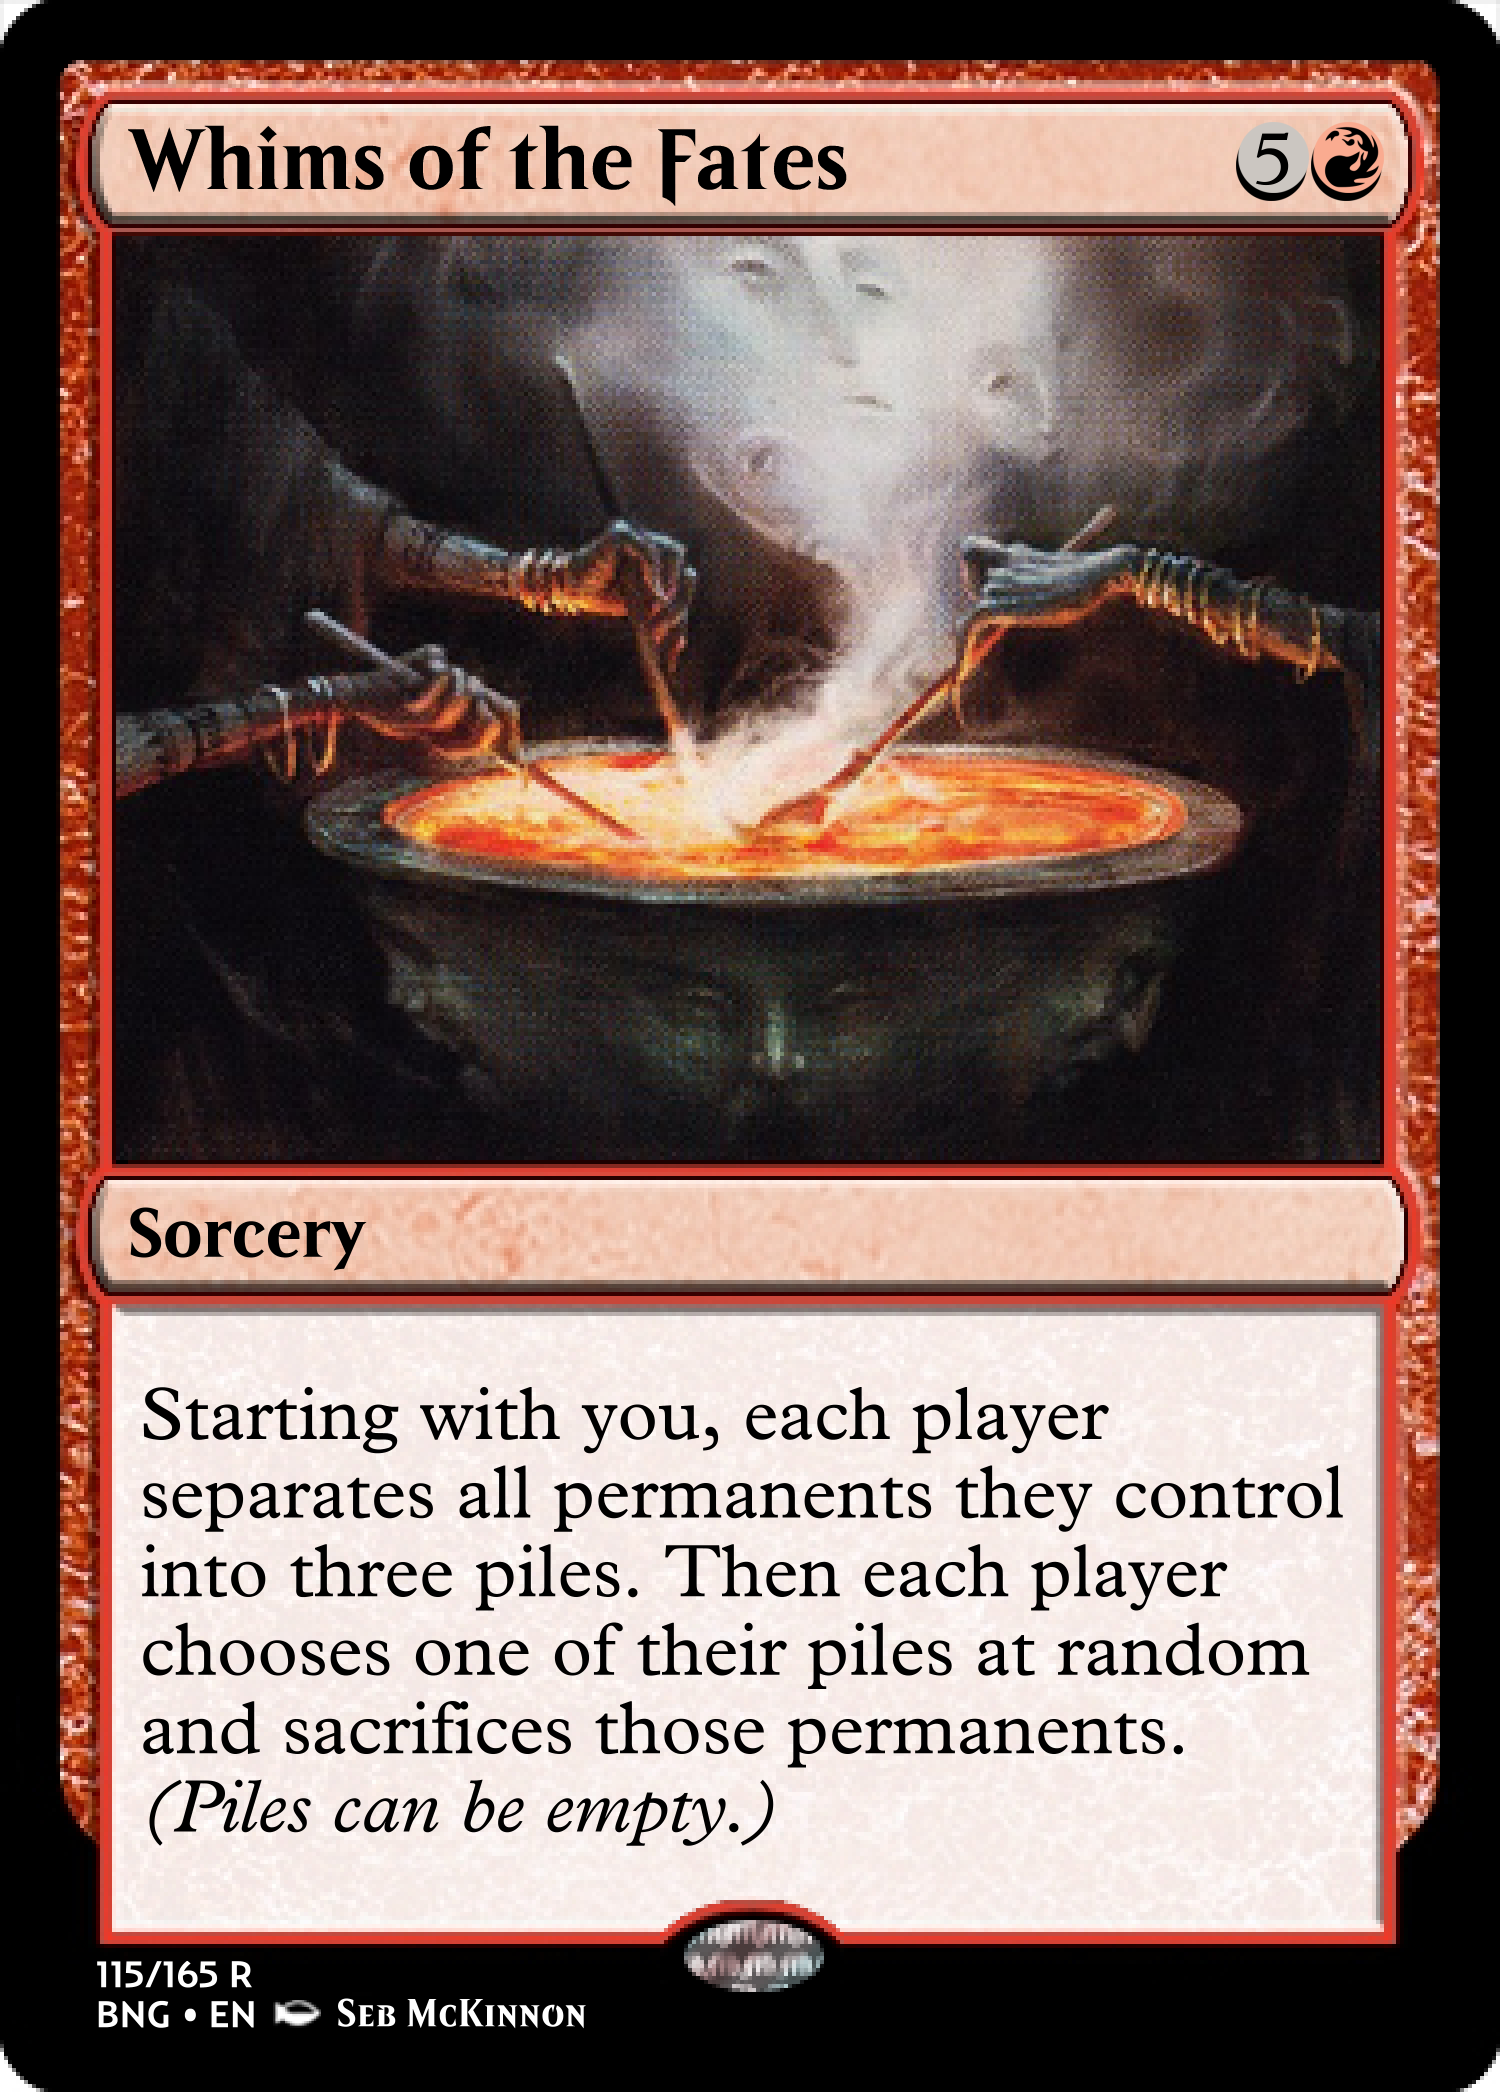 Whims of the Fates 5
Sorcery
Starting with you, each player
separates all permanents they control
into three piles. Then each player
chooses one of their piles at random
and sacrifices those permanents.
(Piles can be empty.)
115/165 R
BNG • EN Seb McKinnon